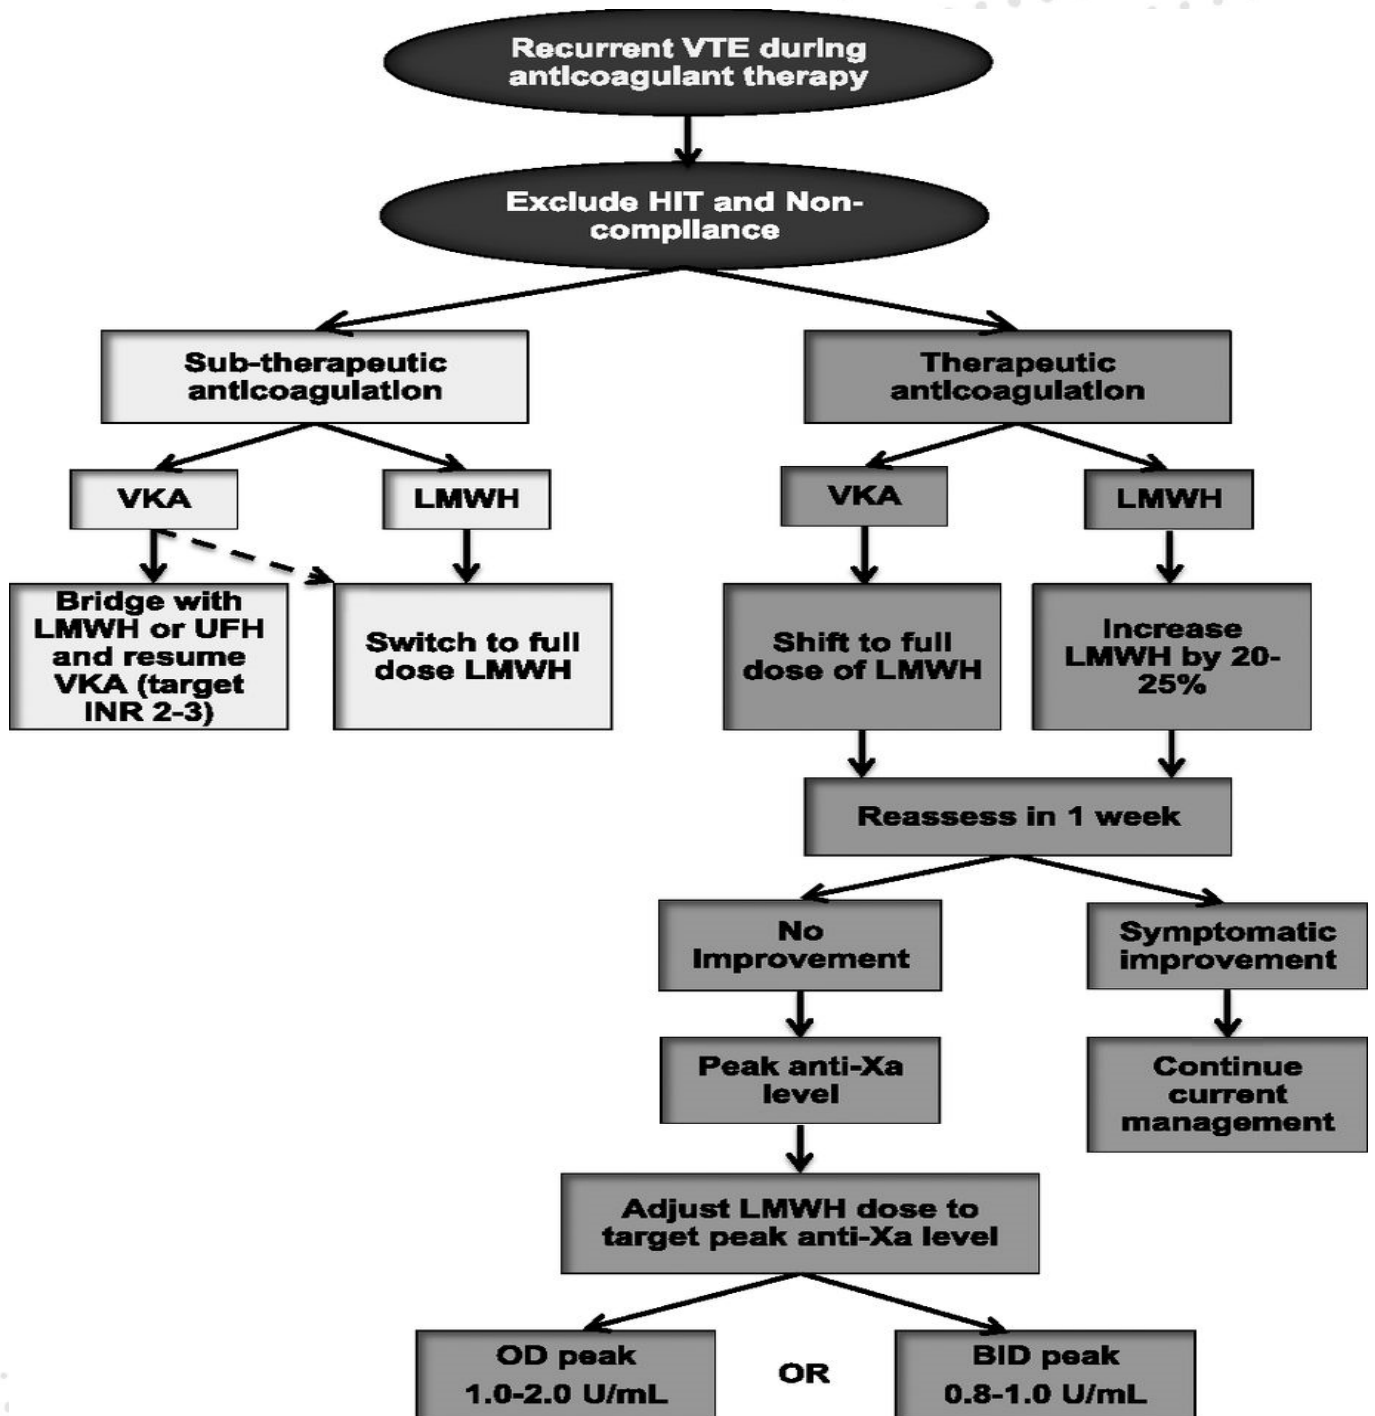 Recurrent VTE during
anticoagulant therapy
Exclude HIT and Non-
compliance
Sub-therapeutic
anticoagulation
Therapeutic
anticoagulation
VKA
LMWH
VKA
LMWH
Bridge with
LMWH or UFH
and resume
VKA (target
INR 2-3)
Switch to full
dose LMWH
Shift to full
dose of LMWH
Increase
LMWH by 20-
25%
Reassess in 1 week
No
Improvement
Symptomatic
improvement
Peak anti-Xa
level
Continue
current
management
Adjust LMWH dose to
target peak anti-Xa level
OD peak
1.0-2.0 U/mL
OR
BID peak
0.8-1.0 U/mL